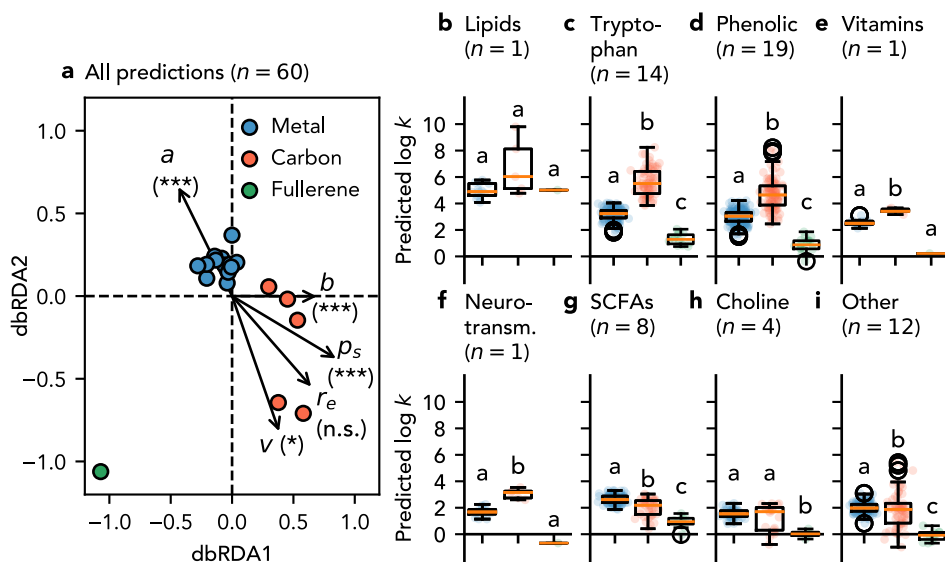 a All predictions (n = 60)
Metal
Carbon
Fullerene
a
(***)
b
(***)
ps
(***)
re
(n.s.)
v (*)
1.0
0.5
0.0
−0.5
−1.0
dbRDA2
−1.0 −0.5 0.0 0.5 1.0
dbRDA1
b Lipids
(n = 1)
Predicted log k
10
8
6
4
2
0
a a a
c Trypto-
phan
(n = 14)
a b c
d Phenolic
(n = 19)
a b c
e Vitamins
(n = 1)
a b a
f Neuro-
transm.
(n = 1)
Predicted log k
10
8
6
4
2
0
a b a
g SCFAs
(n = 8)
a b c
h Choline
(n = 4)
a a b
i Other
(n = 12)
a b c